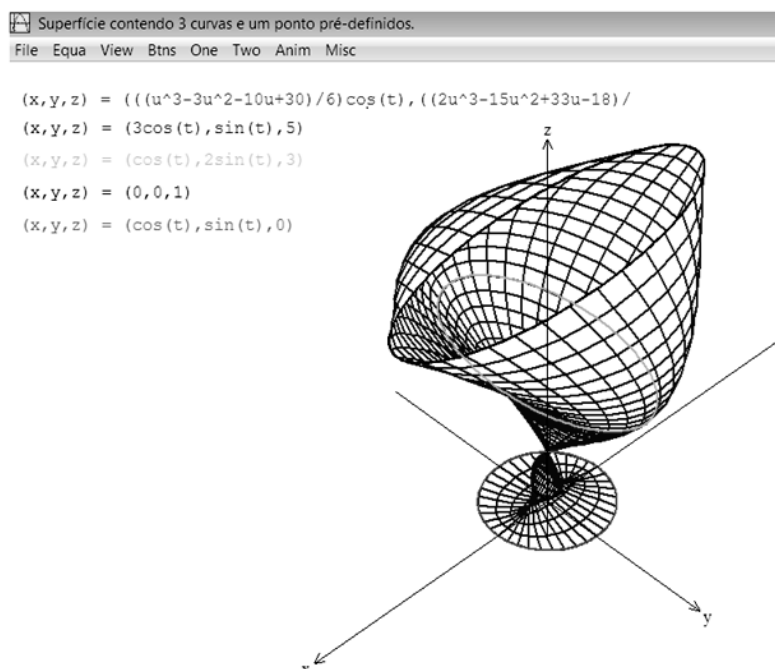 Superfície contendo 3 curvas e um ponto pré-definidos.
File Equa View Btns One Two Anim Misc
(x,y,z) = (((u^3-3u^2-10u+30)/6)cos(t),((2u^3-15u^2+33u-18)/
(x,y,z) = (3cos(t),sin(t),5)
(x,y,z) = (cos(t),2sin(t),3)
(x,y,z) = (0,0,1)
(x,y,z) = (cos(t),sin(t),0)
z
y
x